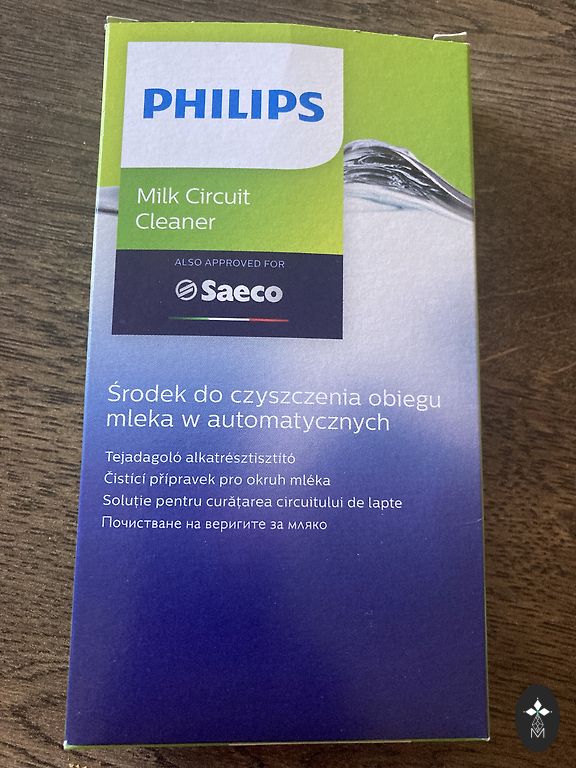 PHILIPS
Milk Circuit
Cleaner
ALSO APPROVED FOR
Saeco
Środek do czyszczenia obiegu
mleka w automatycznych
Tejadagoló alkatrésztisztító
Čistící přípravek pro okruh mléka
Soluție pentru curățarea circuitului de lapte
Почистване на веригите за мляко
M